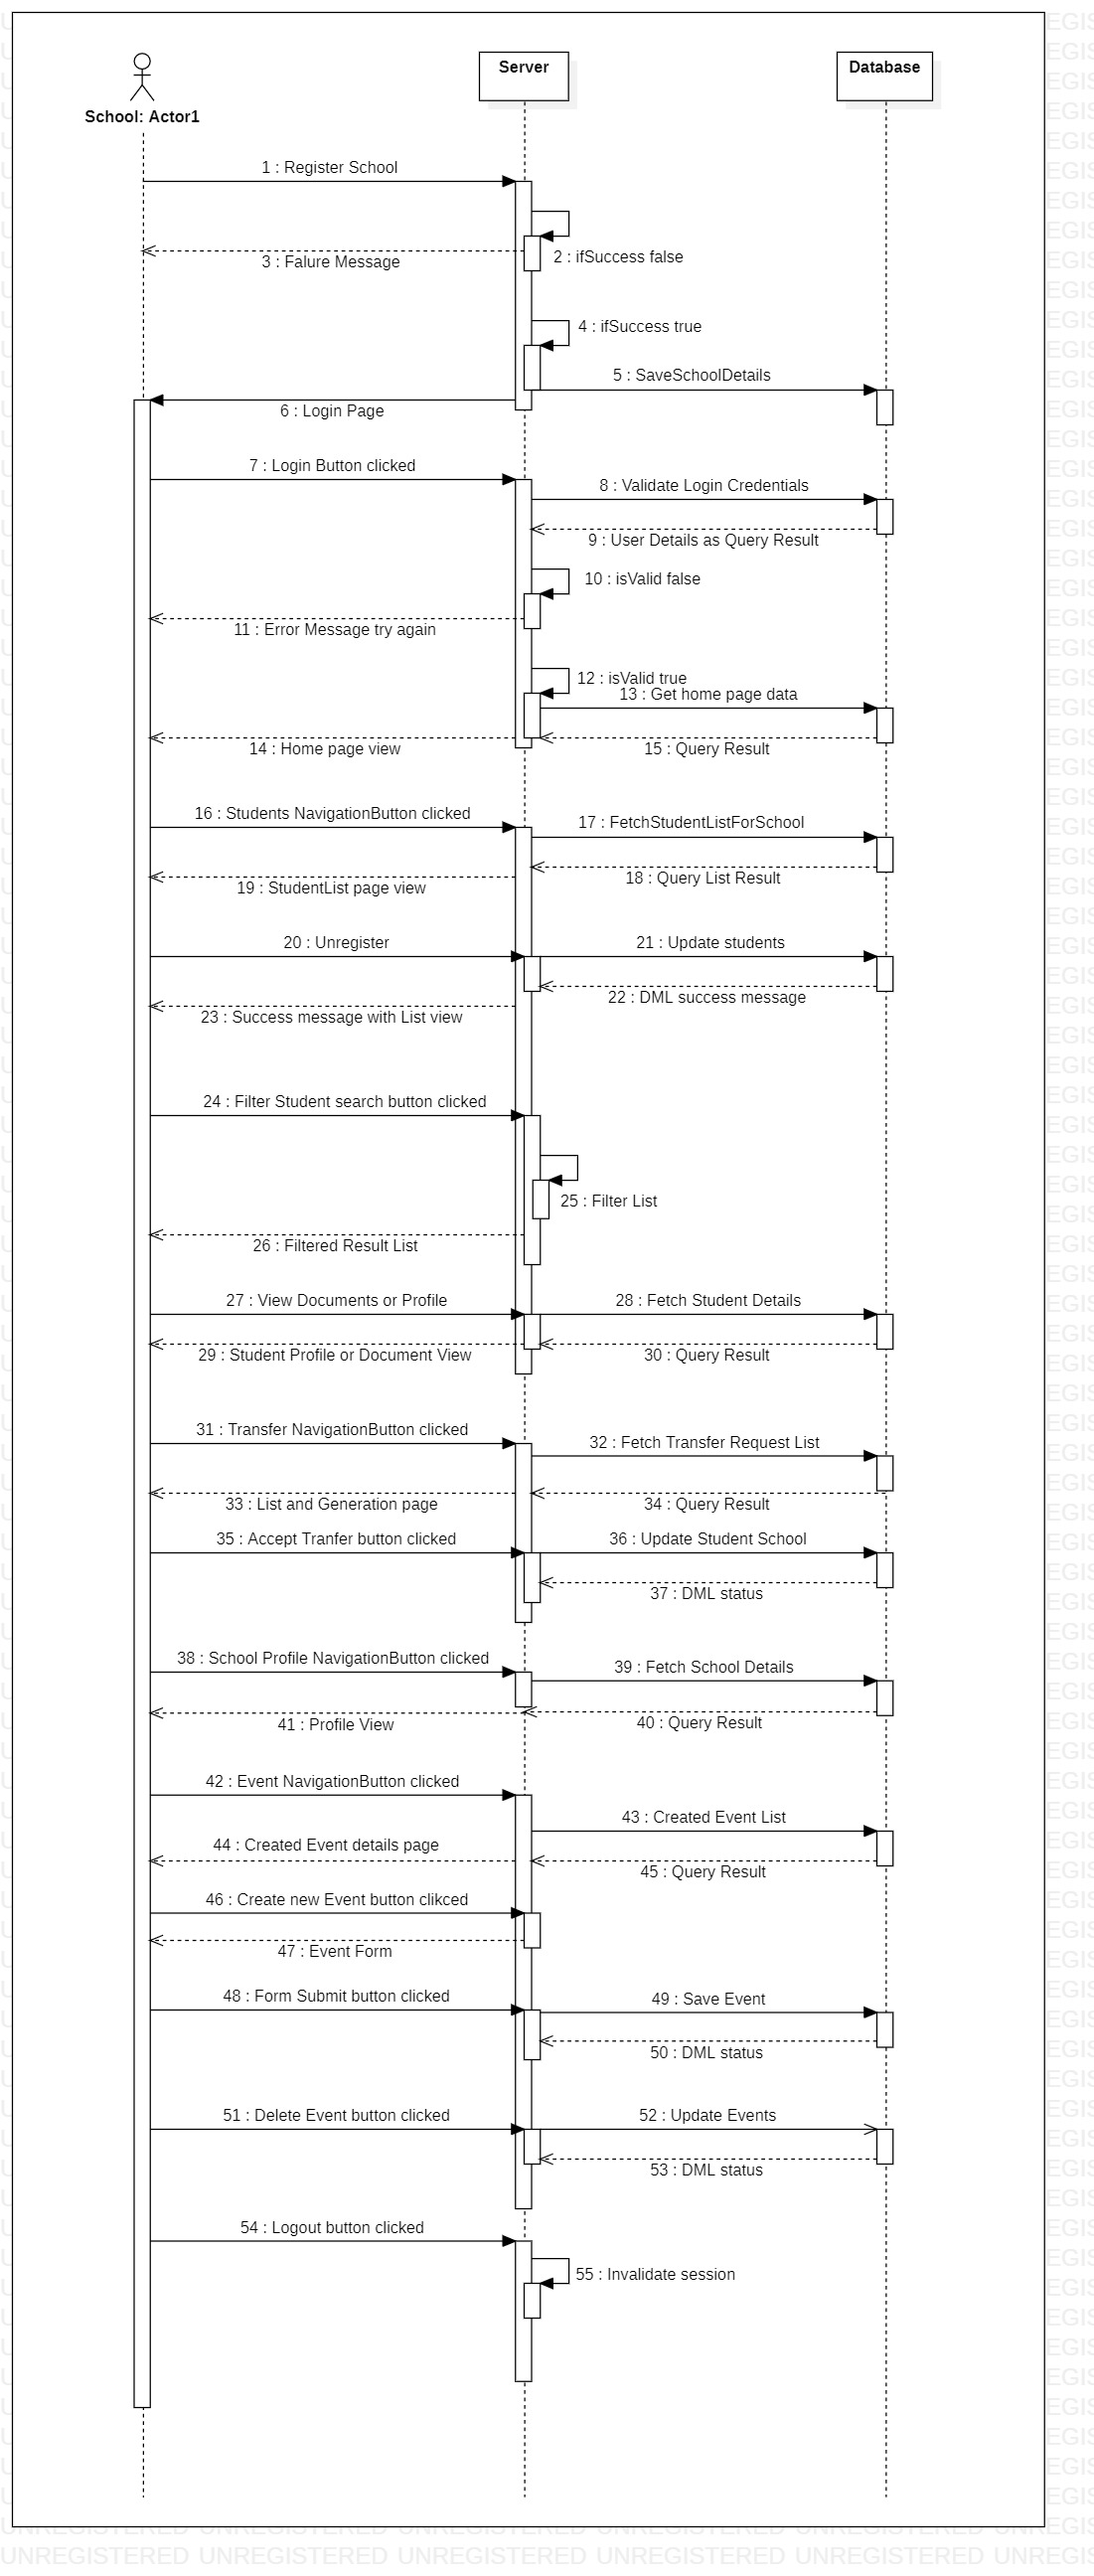 Server
Database
School: Actor1
1 : Register School
2 : ifSuccess false
3 : Falure Message
4 : ifSuccess true
5 : SaveSchoolDetails
6 : Login Page
7 : Login Button clicked
8 : Validate Login Credentials
9 : User Details as Query Result
10 : isValid false
11 : Error Message try again
12 : isValid true
13 : Get home page data
14 : Home page view
15 : Query Result
16 : Students NavigationButton clicked
17 : FetchStudentListForSchool
18 : Query List Result
19 : StudentList page view
20 : Unregister
21 : Update students
22 : DML success message
23 : Success message with List view
24 : Filter Student search button clicked
25 : Filter List
26 : Filtered Result List
27 : View Documents or Profile
28 : Fetch Student Details
29 : Student Profile or Document View
30 : Query Result
31 : Transfer NavigationButton clicked
32 : Fetch Transfer Request List
33 : List and Generation page
34 : Query Result
35 : Accept Tranfer button clicked
36 : Update Student School
37 : DML status
38 : School Profile NavigationButton clicked
39 : Fetch School Details
40 : Query Result
41 : Profile View
42 : Event NavigationButton clicked
43 : Created Event List
44 : Created Event details page
45 : Query Result
46 : Create new Event button clikced
47 : Event Form
48 : Form Submit button clicked
49 : Save Event
50 : DML status
51 : Delete Event button clicked
52 : Update Events
53 : DML status
54 : Logout button clicked
55 : Invalidate session
UNREGISTERED UNREGISTERED UNREGISTERED UNREGISTERED UNREGISTERED UNREGIS